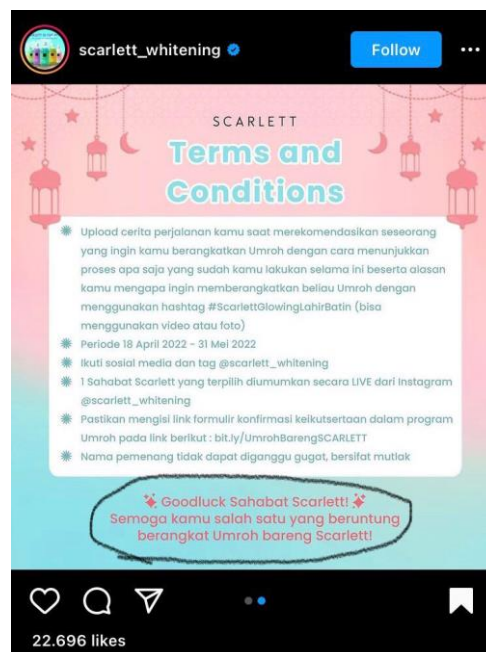 scarlett_whitening
Follow
SCARLETT
Terms and
Conditions
Upload cerita perjalanan kamu saat merekomendasikan seseorang
yang ingin kamu berangkatkan Umroh dengan cara menunjukkan
proses apa saja yang sudah kamu lakukan selama ini beserta alasan
kamu mengapa ingin memberangkatkan beliau Umroh dengan
menggunakan hashtag #ScarlettGlowingLahirBatin (bisa
menggunakan video atau foto)
Periode 18 April 2022 - 31 Mei 2022
Ikuti sosial media dan tag @scarlett_whitening
1 Sahabat Scarlett yang terpilih diumumkan secara LIVE dari Instagram
@scarlett_whitening
Pastikan mengisi link formulir konfirmasi keikutsertaan dalam program
Umroh pada link berikut : bit.ly/UmrohBarengSCARLETT
Nama pemenang tidak dapat diganggu gugat, bersifat mutlak
Goodluck Sahabat Scarlett!
Semoga kamu salah satu yang beruntung
berangkat Umroh bareng Scarlett!
22.696 likes